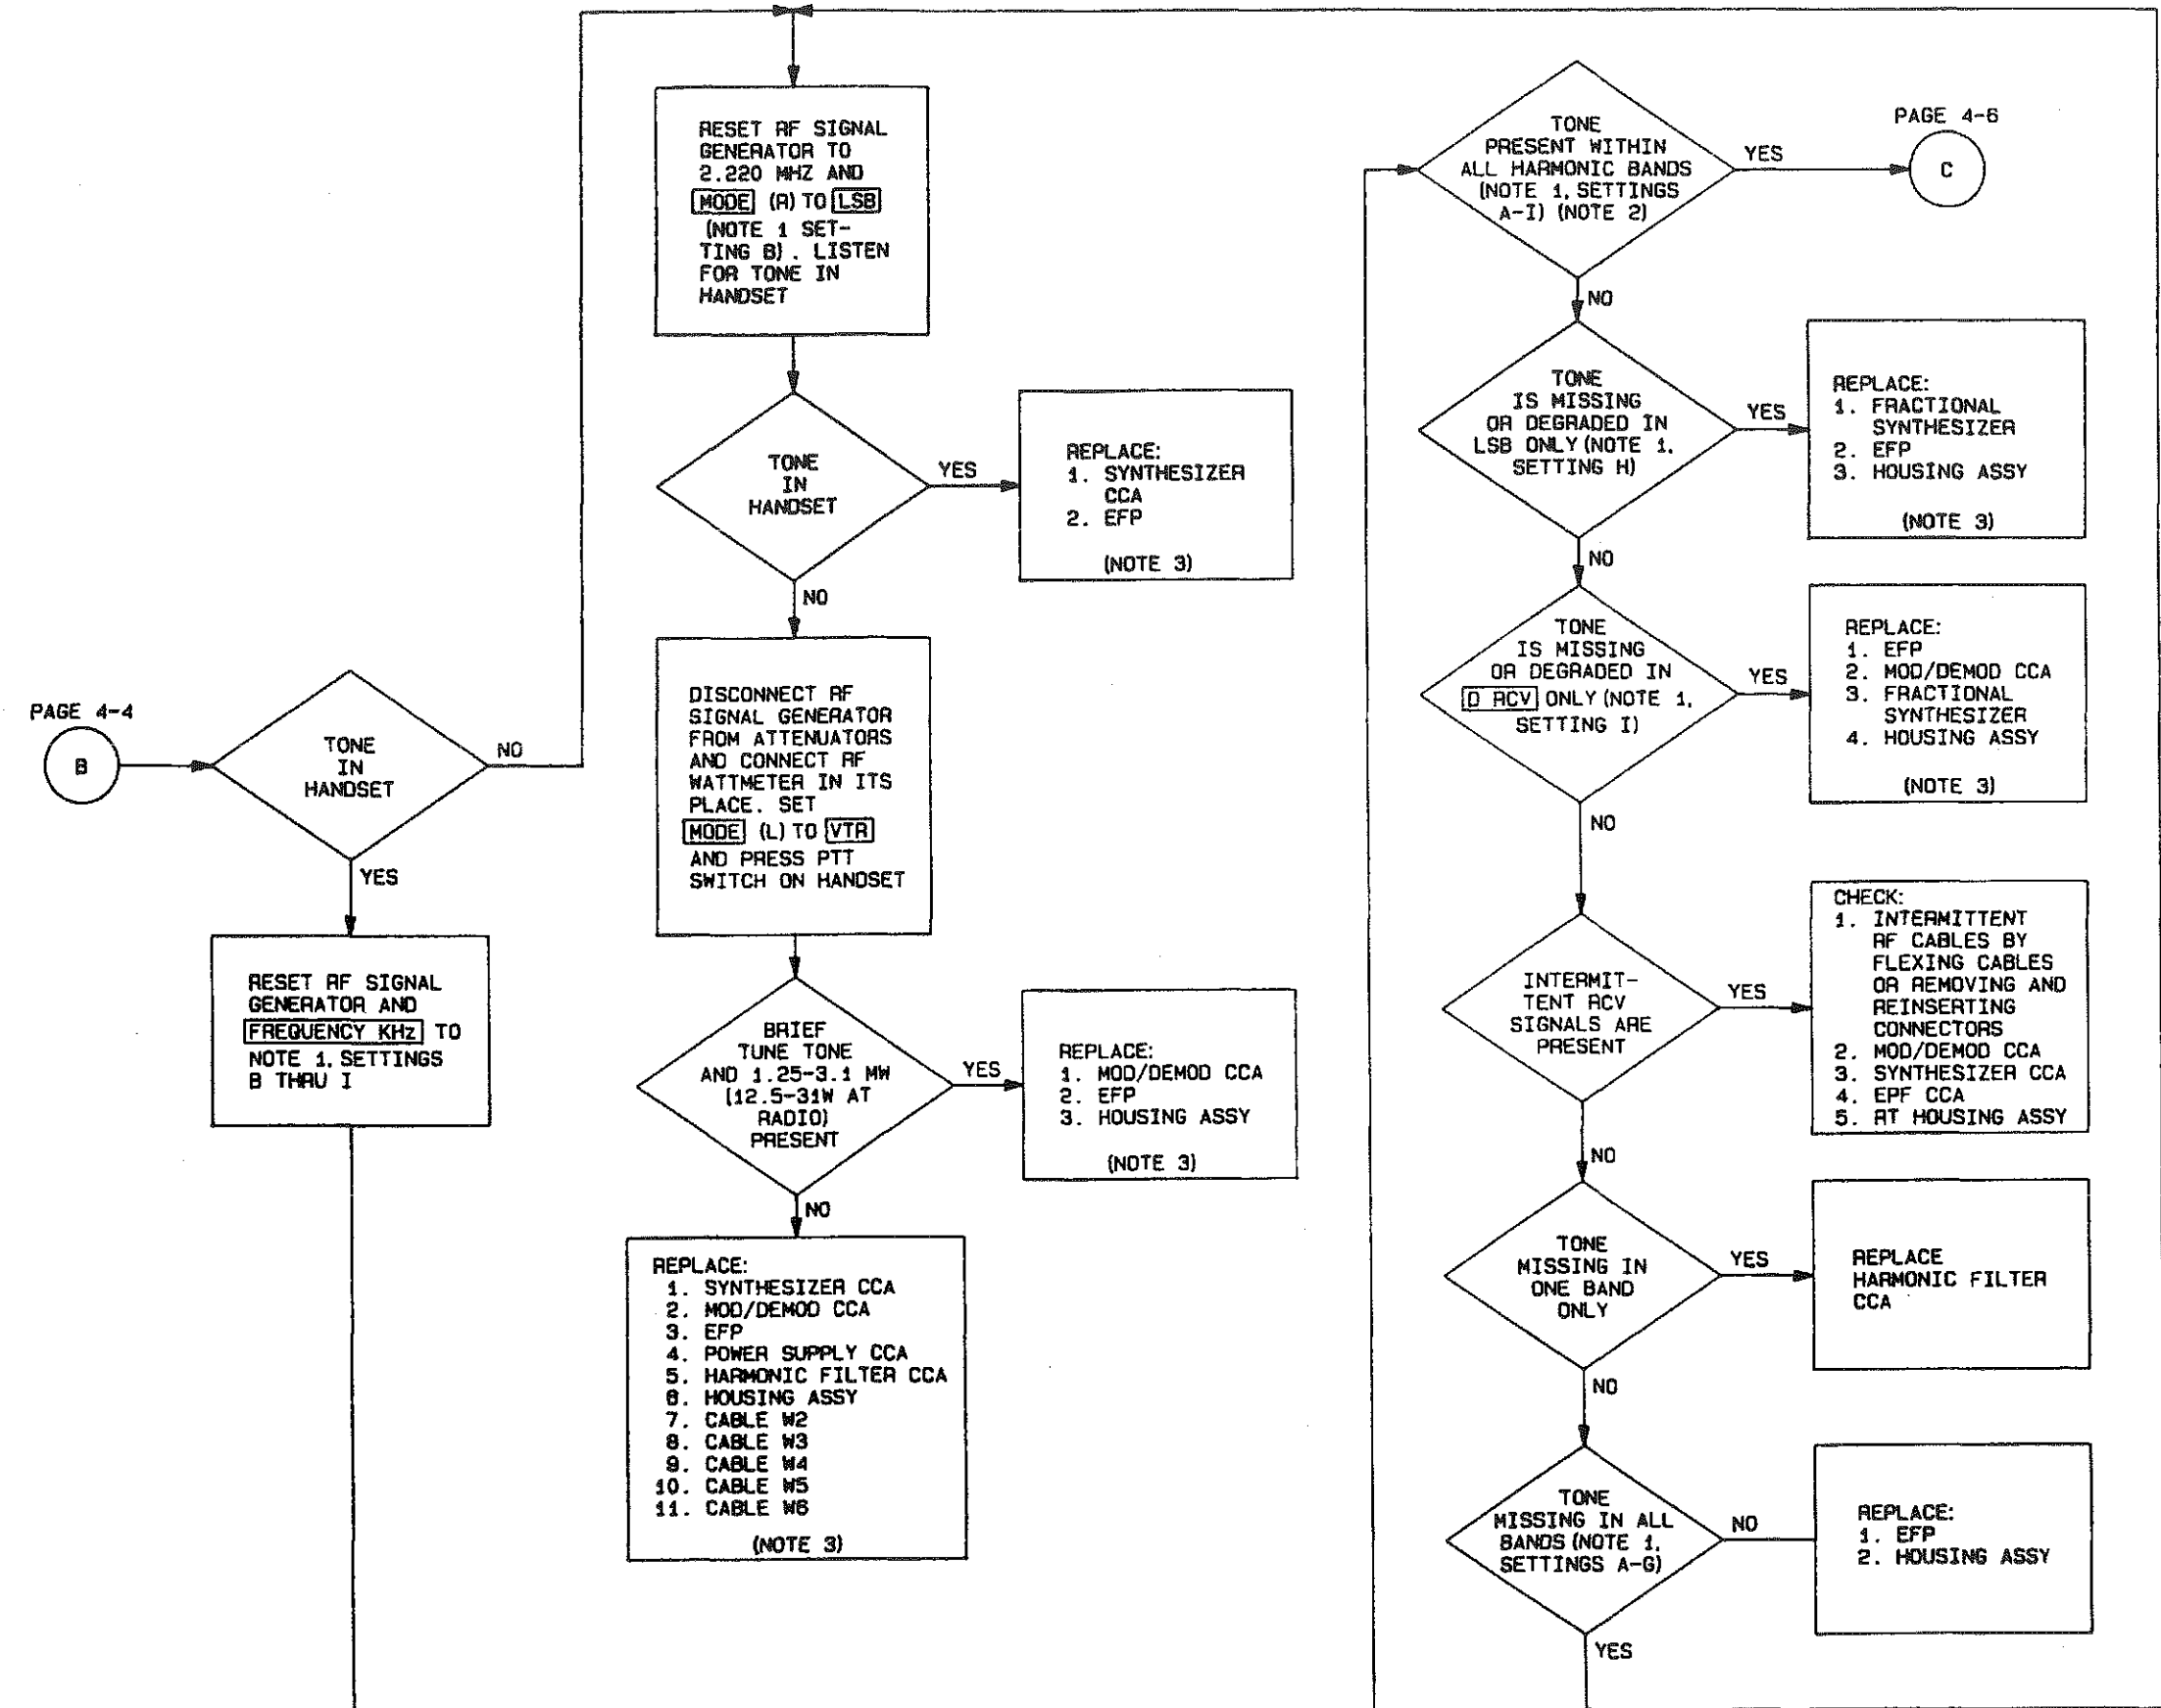 PAGE 4-4
B
TONE
IN
HANDSET
NO
YES
RESET RF SIGNAL
GENERATOR AND
FREQUENCY KHz TO
NOTE 1, SETTINGS
B THRU I
RESET RF SIGNAL
GENERATOR TO
2.220 MHZ AND
MODE (R) TO LSB
(NOTE 1 SET-
TING B). LISTEN
FOR TONE IN
HANDSET
TONE
IN
HANDSET
YES
REPLACE:
1. SYNTHESIZER
CCA
2. EFP
(NOTE 3)
NO
DISCONNECT RF
SIGNAL GENERATOR
FROM ATTENUATORS
AND CONNECT RF
WATTMETER IN ITS
PLACE. SET
MODE (L) TO VTR
AND PRESS PTT
SWITCH ON HANDSET
BRIEF
TUNE TONE
AND 1.25-3.1 MW
(12.5-31W AT
RADIO)
PRESENT
YES
REPLACE:
1. MOD/DEMOD CCA
2. EFP
3. HOUSING ASSY
(NOTE 3)
NO
REPLACE:
1. SYNTHESIZER CCA
2. MOD/DEMOD CCA
3. EFP
4. POWER SUPPLY CCA
5. HARMONIC FILTER CCA
6. HOUSING ASSY
7. CABLE W2
8. CABLE W3
9. CABLE W4
10. CABLE W5
11. CABLE W6
(NOTE 3)
TONE
PRESENT WITHIN
ALL HARMONIC BANDS
(NOTE 1, SETTINGS
A-I) (NOTE 2)
YES
PAGE 4-6
C
NO
TONE
IS MISSING
OR DEGRADED IN
LSB ONLY (NOTE 1,
SETTING H)
YES
REPLACE:
1. FRACTIONAL
SYNTHESIZER
2. EFP
3. HOUSING ASSY
(NOTE 3)
NO
TONE
IS MISSING
OR DEGRADED IN
D RCV ONLY (NOTE 1,
SETTING I)
YES
REPLACE:
1. EFP
2. MOD/DEMOD CCA
3. FRACTIONAL
SYNTHESIZER
4. HOUSING ASSY
(NOTE 3)
NO
INTERMIT-
TENT RCV
SIGNALS ARE
PRESENT
YES
CHECK:
1. INTERMITTENT
RF CABLES BY
FLEXING CABLES
OR REMOVING AND
REINSERTING
CONNECTORS
2. MOD/DEMOD CCA
3. SYNTHESIZER CCA
4. EPF CCA
5. RT HOUSING ASSY
NO
TONE
MISSING IN
ONE BAND
ONLY
YES
REPLACE
HARMONIC FILTER
CCA
NO
TONE
MISSING IN ALL
BANDS (NOTE 1,
SETTINGS A-G)
NO
REPLACE:
1. EFP
2. HOUSING ASSY
YES